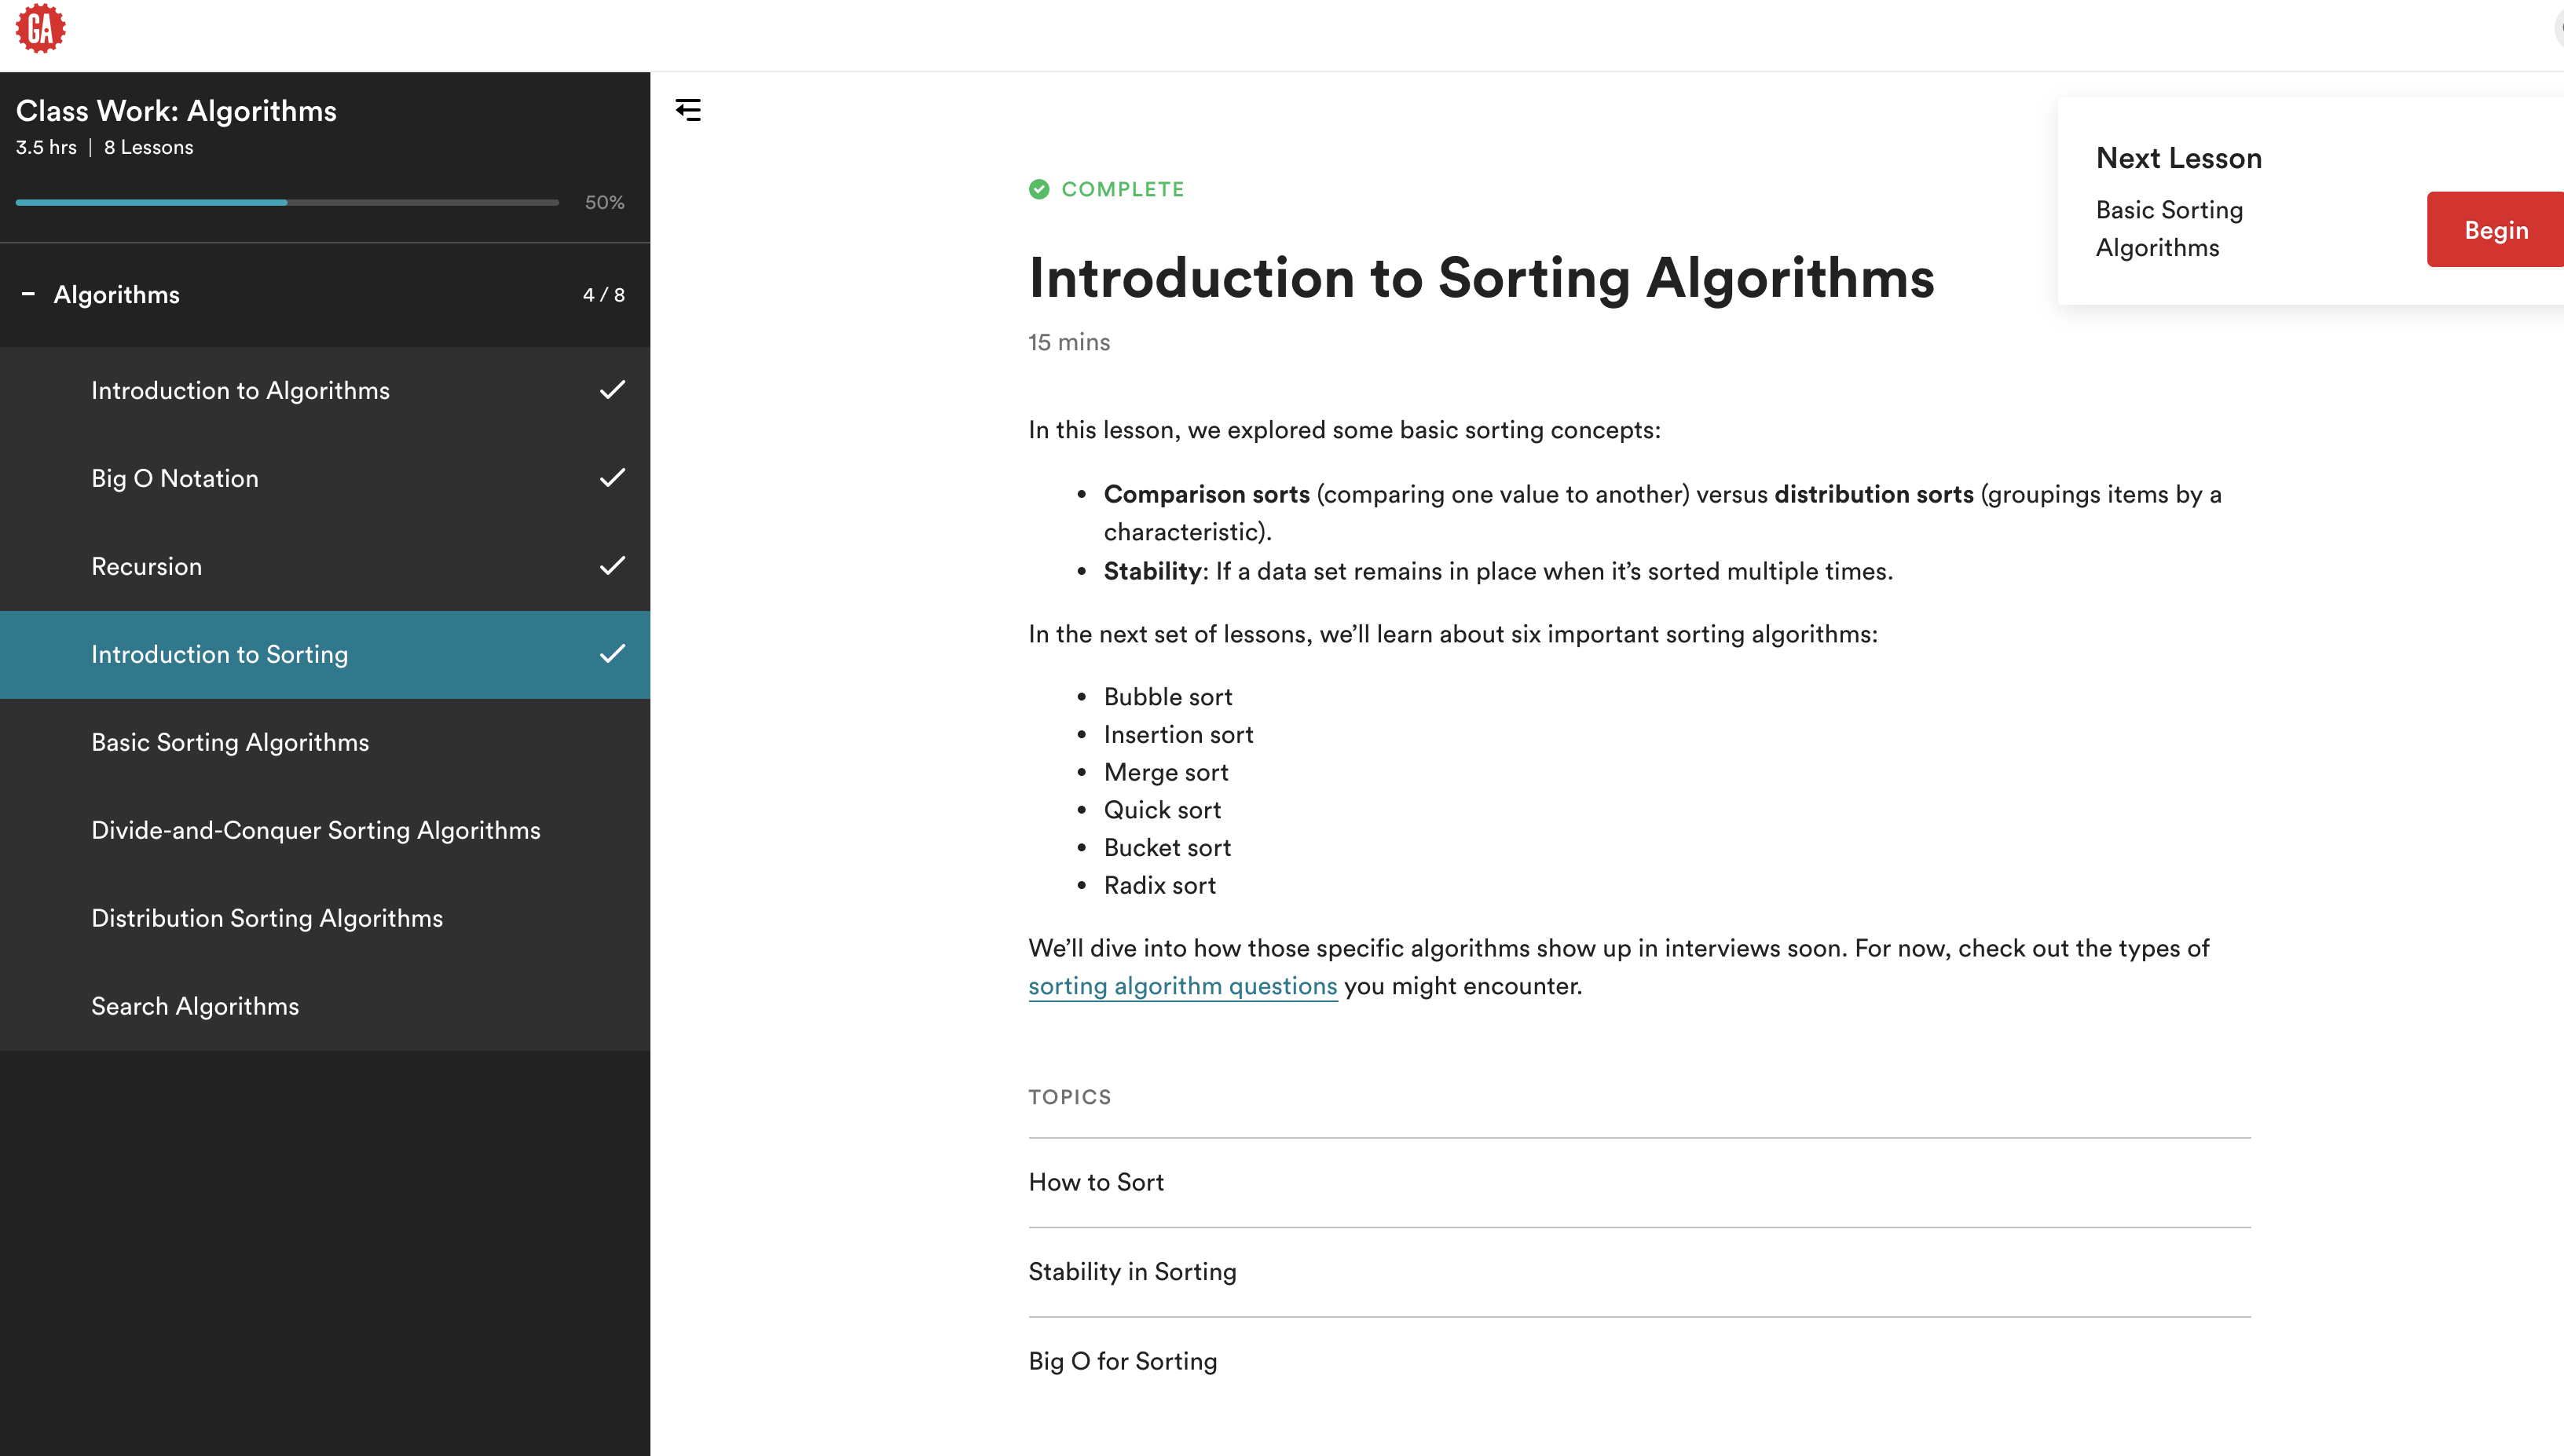 GA
Class Work: Algorithms
3.5 hrs | 8 Lessons
50%
Algorithms
4 / 8
Introduction to Algorithms
Big O Notation
Recursion
Introduction to Sorting
Basic Sorting Algorithms
Divide-and-Conquer Sorting Algorithms
Distribution Sorting Algorithms
Search Algorithms
COMPLETE
Introduction to Sorting Algorithms
15 mins
In this lesson, we explored some basic sorting concepts:
• Comparison sorts (comparing one value to another) versus distribution sorts (groupings items by a
characteristic).
• Stability: If a data set remains in place when it’s sorted multiple times.
In the next set of lessons, we’ll learn about six important sorting algorithms:
• Bubble sort
• Insertion sort
• Merge sort
• Quick sort
• Bucket sort
• Radix sort
We’ll dive into how those specific algorithms show up in interviews soon. For now, check out the types of
sorting algorithm questions you might encounter.
TOPICS
How to Sort
Stability in Sorting
Big O for Sorting
Next Lesson
Basic Sorting
Algorithms
Begin